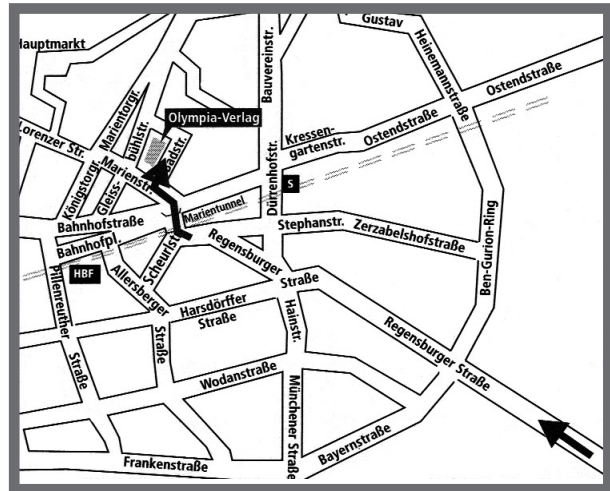 Gustav
Heinemannstraße
Hauptmarkt
Bauvereinstr.
Ostendstraße
Marientorgr.
Olympia-Verlag
Kressen-
gartenstr.
Ostendstraße
Lorenzer Str.
bühlstr.
Badstr.
Marienstr.
Dürrenhofstr.
S
Königstorgr.
Gleiss-
Marientunnel
Bahnhofstraße
Stephanstr.
Zerzabelshofstraße
Bahnhofpl.
Scheurlstr.
Regensburger
Straße
HBF
Ben-Gurion-Ring
Pillenreuther
Straße
Allersberger
Straße
Harsdörffer
Straße
Hainstr.
Regensburger Straße
Wodanstraße
Münchener Straße
Bayernstraße
Frankenstraße